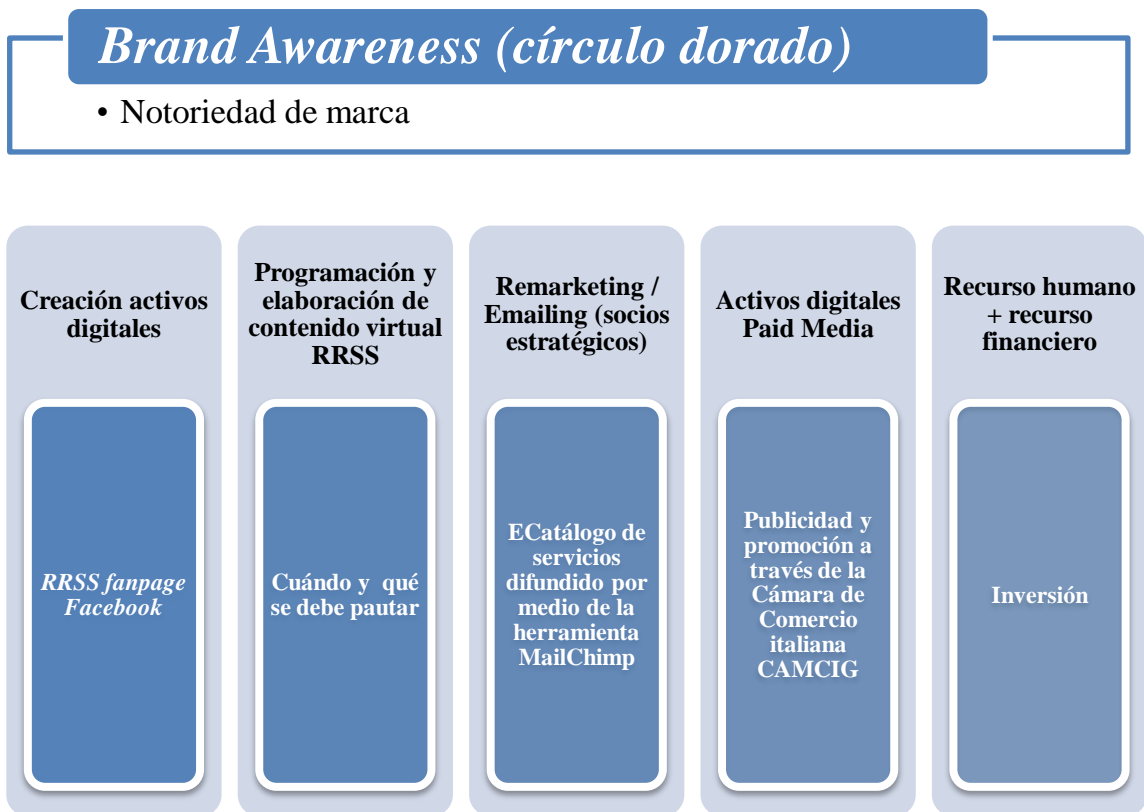 Brand Awareness (círculo dorado)
• Notoriedad de marca
Creación activos
digitales
RRSS fanpage
Facebook
Programación y
elaboración de
contenido virtual
RRSS
Cuándo y qué
se debe pautar
Remarketing /
Emailing (socios
estratégicos)
ECatálogo de
servicios
difundido por
medio de la
herramienta
MailChimp
Activos digitales
Paid Media
Publicidad y
promoción a
través de la
Cámara de
Comercio
italiana
CAMCIG
Recurso humano
+ recurso
financiero
Inversión